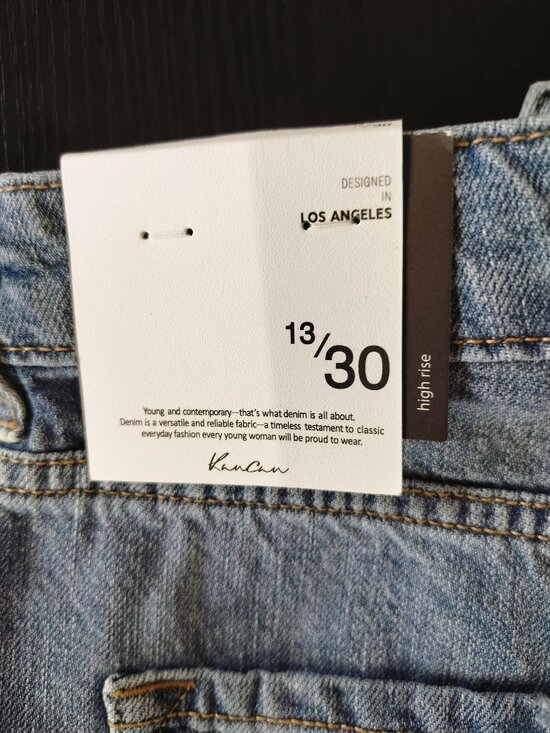 DESIGNED
IN
LOS ANGELES
13/30
high rise
Young and contemporary—that's what denim is all about.
Denim is a versatile and reliable fabric—a timeless testament to classic
everyday fashion every young woman will be proud to wear.
KanCan